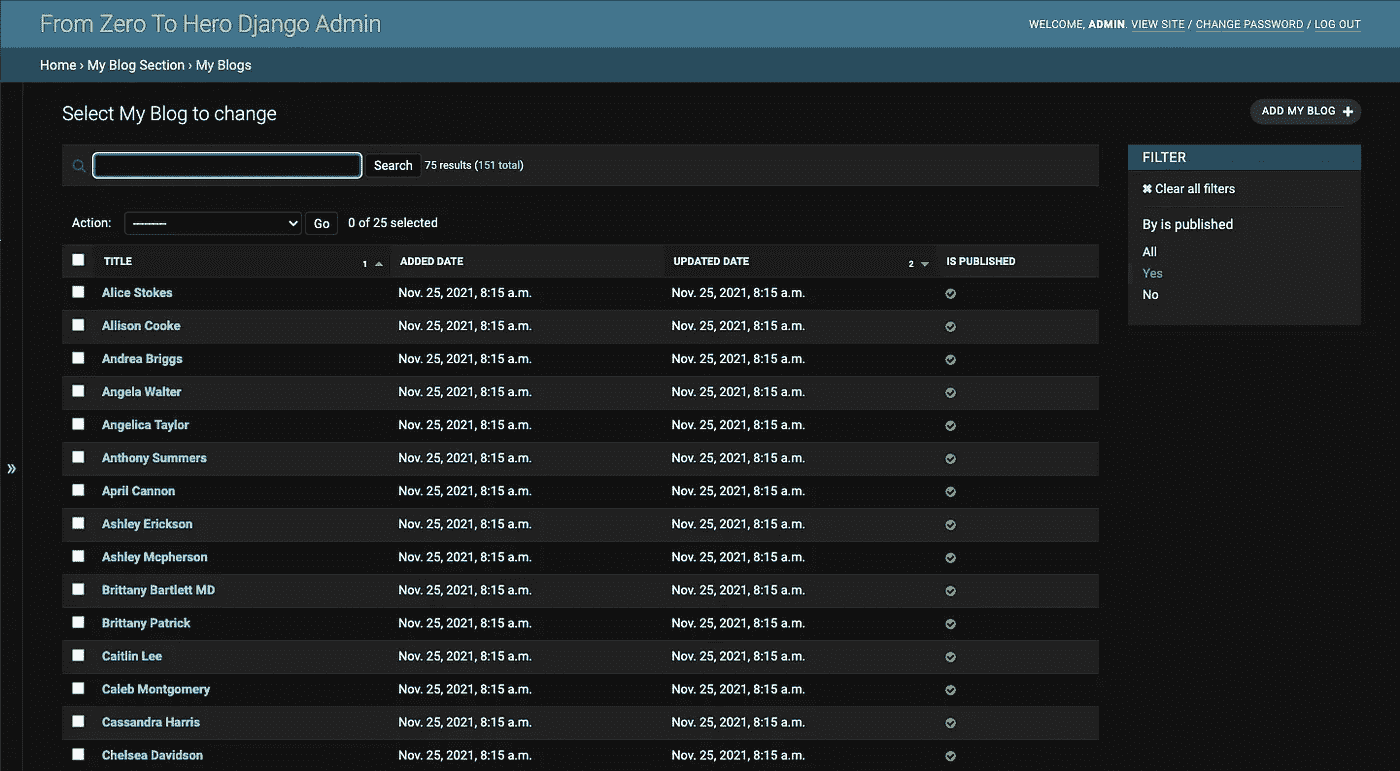 From Zero To Hero Django Admin
WELCOME, ADMIN. VIEW SITE / CHANGE PASSWORD / LOG OUT
Home › My Blog Section › My Blogs
Select My Blog to change
ADD MY BLOG +
Search 75 results (151 total)
FILTER
✖ Clear all filters
By is published
All
Yes
No
Action: --------- Go 0 of 25 selected
TITLE 1 ADDED DATE UPDATED DATE 2 IS PUBLISHED
Alice Stokes Nov. 25, 2021, 8:15 a.m. Nov. 25, 2021, 8:15 a.m.
Allison Cooke Nov. 25, 2021, 8:15 a.m. Nov. 25, 2021, 8:15 a.m.
Andrea Briggs Nov. 25, 2021, 8:15 a.m. Nov. 25, 2021, 8:15 a.m.
Angela Walter Nov. 25, 2021, 8:15 a.m. Nov. 25, 2021, 8:15 a.m.
Angelica Taylor Nov. 25, 2021, 8:15 a.m. Nov. 25, 2021, 8:15 a.m.
Anthony Summers Nov. 25, 2021, 8:15 a.m. Nov. 25, 2021, 8:15 a.m.
April Cannon Nov. 25, 2021, 8:15 a.m. Nov. 25, 2021, 8:15 a.m.
Ashley Erickson Nov. 25, 2021, 8:15 a.m. Nov. 25, 2021, 8:15 a.m.
Ashley Mcpherson Nov. 25, 2021, 8:15 a.m. Nov. 25, 2021, 8:15 a.m.
Brittany Bartlett MD Nov. 25, 2021, 8:15 a.m. Nov. 25, 2021, 8:15 a.m.
Brittany Patrick Nov. 25, 2021, 8:15 a.m. Nov. 25, 2021, 8:15 a.m.
Caitlin Lee Nov. 25, 2021, 8:15 a.m. Nov. 25, 2021, 8:15 a.m.
Caleb Montgomery Nov. 25, 2021, 8:15 a.m. Nov. 25, 2021, 8:15 a.m.
Cassandra Harris Nov. 25, 2021, 8:15 a.m. Nov. 25, 2021, 8:15 a.m.
Chelsea Davidson Nov. 25, 2021, 8:15 a.m. Nov. 25, 2021, 8:15 a.m.
»